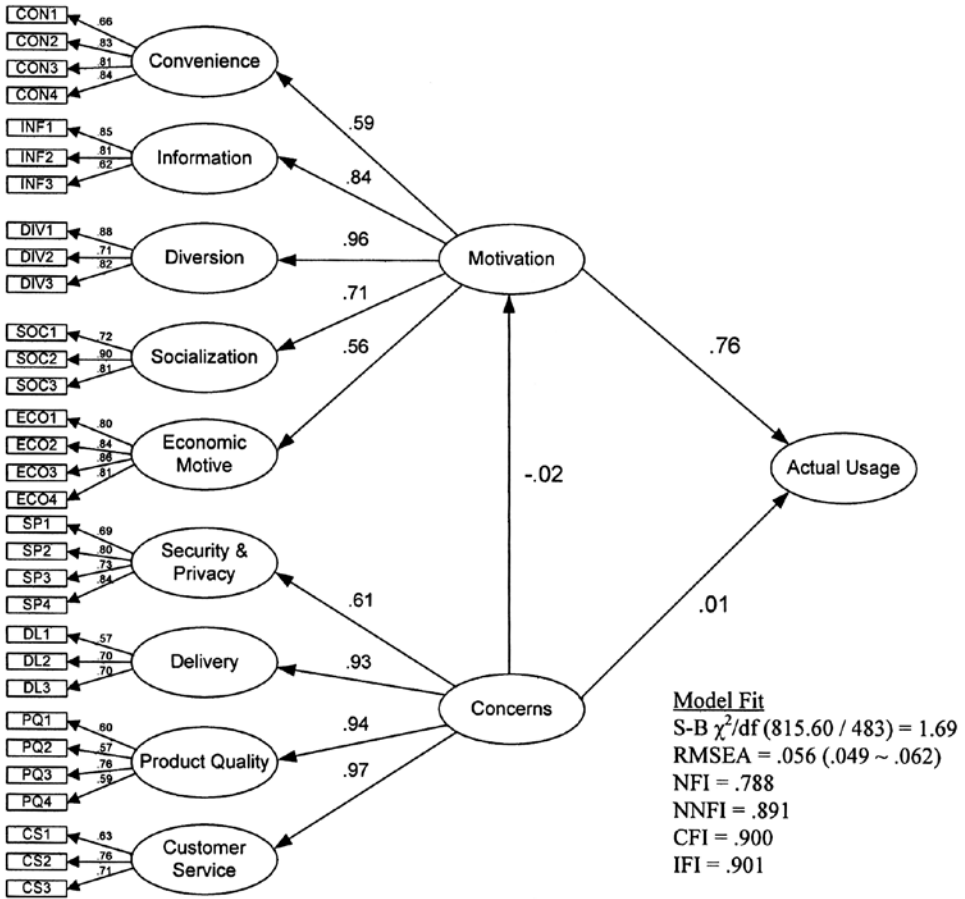 CON1
.66
CON2
.83
CON3
.81
CON4
.84
Convenience
.59
INF1
.85
INF2
.81
INF3
.62
Information
.84
DIV1
.88
DIV2
.71
DIV3
.82
Diversion
.96
Motivation
SOC1
.72
SOC2
.90
SOC3
.81
Socialization
.71
ECO1
.80
ECO2
.84
ECO3
.86
ECO4
.81
Economic
Motive
.56
.76
-.02
Actual Usage
SP1
.69
SP2
.80
SP3
.73
SP4
.84
Security &
Privacy
.61
.01
DL1
.57
DL2
.70
DL3
.70
Delivery
.93
Concerns
PQ1
.60
PQ2
.57
PQ3
.76
PQ4
.59
Product Quality
.94
CS1
.63
CS2
.76
CS3
.71
Customer
Service
.97
Model Fit
S-B χ²/df (815.60 / 483) = 1.69
RMSEA = .056 (.049 ~ .062)
NFI = .788
NNFI = .891
CFI = .900
IFI = .901